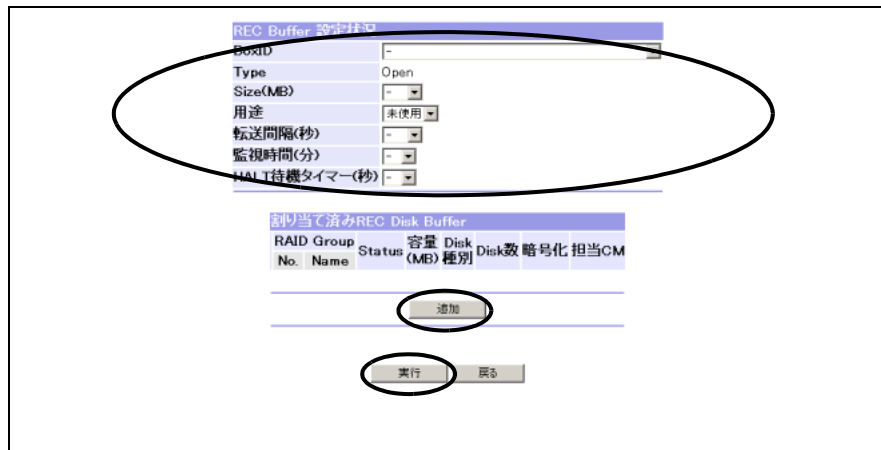 REC Buffer 設定状況
BoxID -
Type Open
Size(MB) -
用途 未使用
転送間隔(秒) -
監視時間(分) -
HALT待機タイマー(秒) -
割り当て済みREC Disk Buffer
RAID Group Status 容量(MB) Disk種別 Disk数 暗号化 担当CM
No. Name
追加
実行 戻る